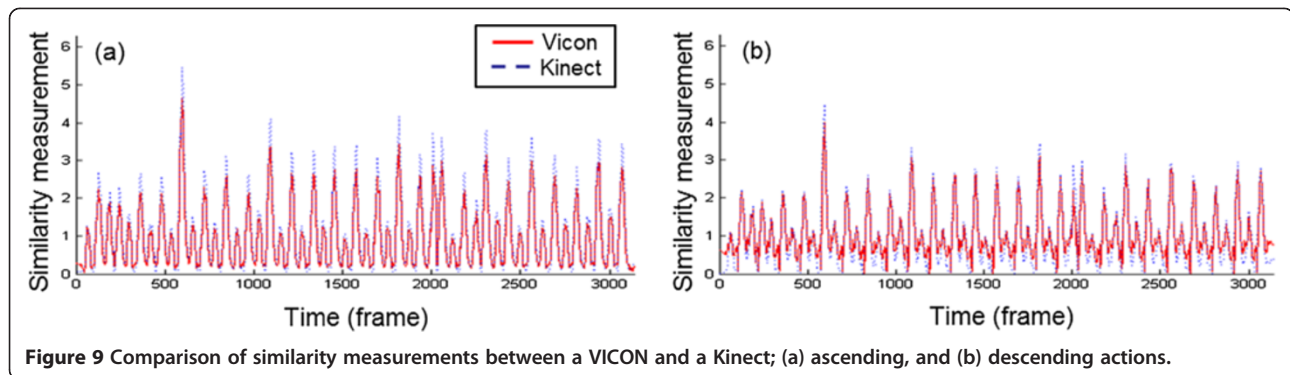 (a)
Vicon
Kinect
Similarity measurement
6
5
4
3
2
1
0
0 500 1000 1500 2000 2500 3000
Time (frame)
(b)
Similarity measurement
6
5
4
3
2
1
0
0 500 1000 1500 2000 2500 3000
Time (frame)
Figure 9 Comparison of similarity measurements between a VICON and a Kinect; (a) ascending, and (b) descending actions.